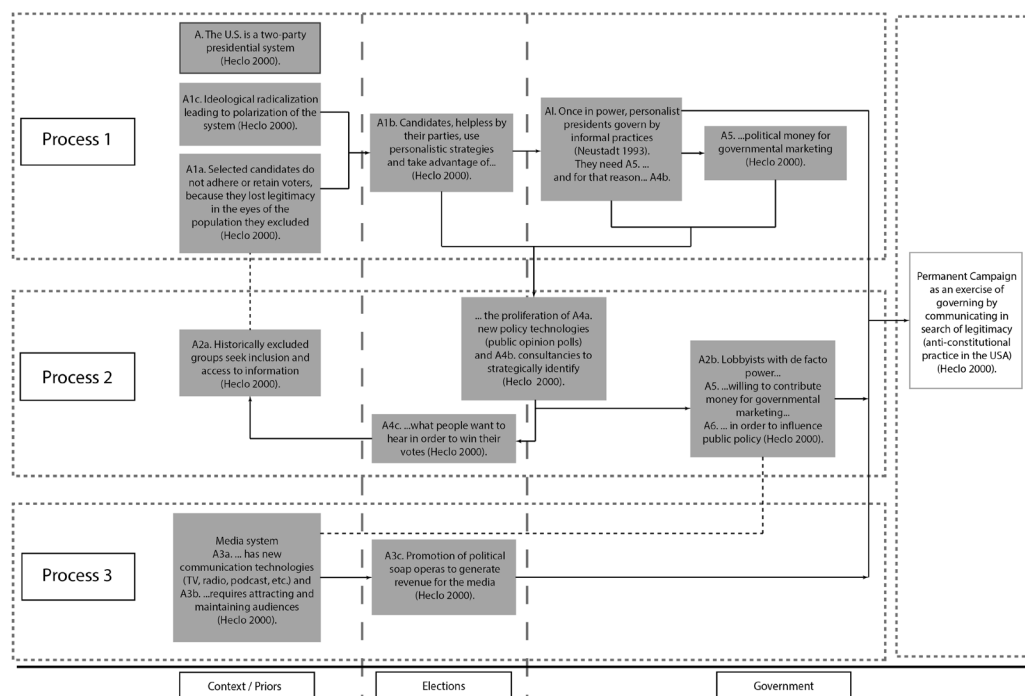 A. The U.S. is a two-party
presidential system
(Heclo 2000).
Process 1
A1c. Ideological radicalization
leading to polarization of the
system (Heclo 2000).
A1a. Selected candidates do
not adhere or retain voters,
because they lost legitimacy
in the eyes of the
population they excluded
(Heclo 2000).
A1b. Candidates, helpless by
their parties, use
personalistic strategies
and take advantage of...
(Heclo 2000).
AI. Once in power, personalist
presidents govern by
informal practices
(Neustadt 1993).
They need A5. ...
and for that reason... A4b.
A5. ...political money for
governmental marketing
(Heclo 2000).
Permanent Campaign
as an exercise of
governing by
communicating in
search of legitimacy
(anti-constitutional
practice in the USA)
(Heclo 2000).
Process 2
A2a. Historically excluded
groups seek inclusion and
access to information
(Heclo 2000).
... the proliferation of A4a.
new policy technologies
(public opinion polls)
and A4b. consultancies to
strategically identify
(Heclo 2000).
A4c. ...what people want to
hear in order to win their
votes (Heclo 2000).
A2b. Lobbyists with de facto
power...
A5. ...willing to contribute
money for governmental
marketing...
A6. ... in order to influence
public policy (Heclo 2000).
Process 3
Media system
A3a. ... has new
communication technologies
(TV, radio, podcast, etc.) and
A3b. ...requires attracting and
maintaining audiences
(Heclo 2000).
A3c. Promotion of political
soap operas to generate
revenue for the media
(Heclo 2000).
Context / Priors
Elections
Government